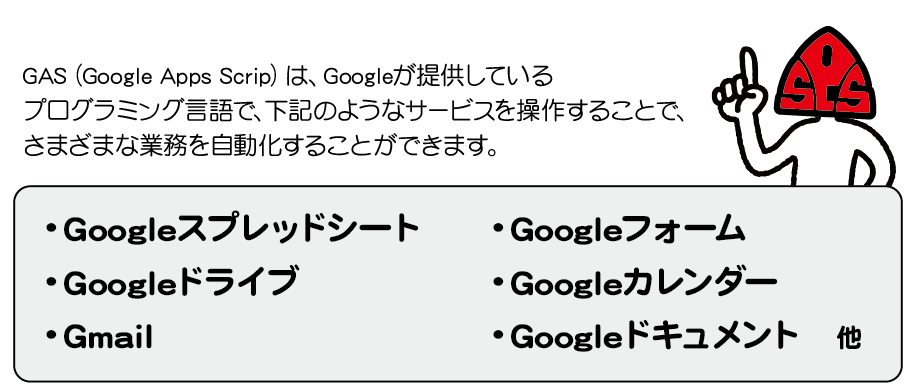 GAS（Google Apps Scrip）は、Googleが提供している
プログラミング言語で、下記のようなサービスを操作することで、
さまざまな業務を自動化することができます。
SOS
・Googleスプレッドシート ・Googleフォーム
・Googleドライブ ・Googleカレンダー
・Gmail ・Googleドキュメント 他